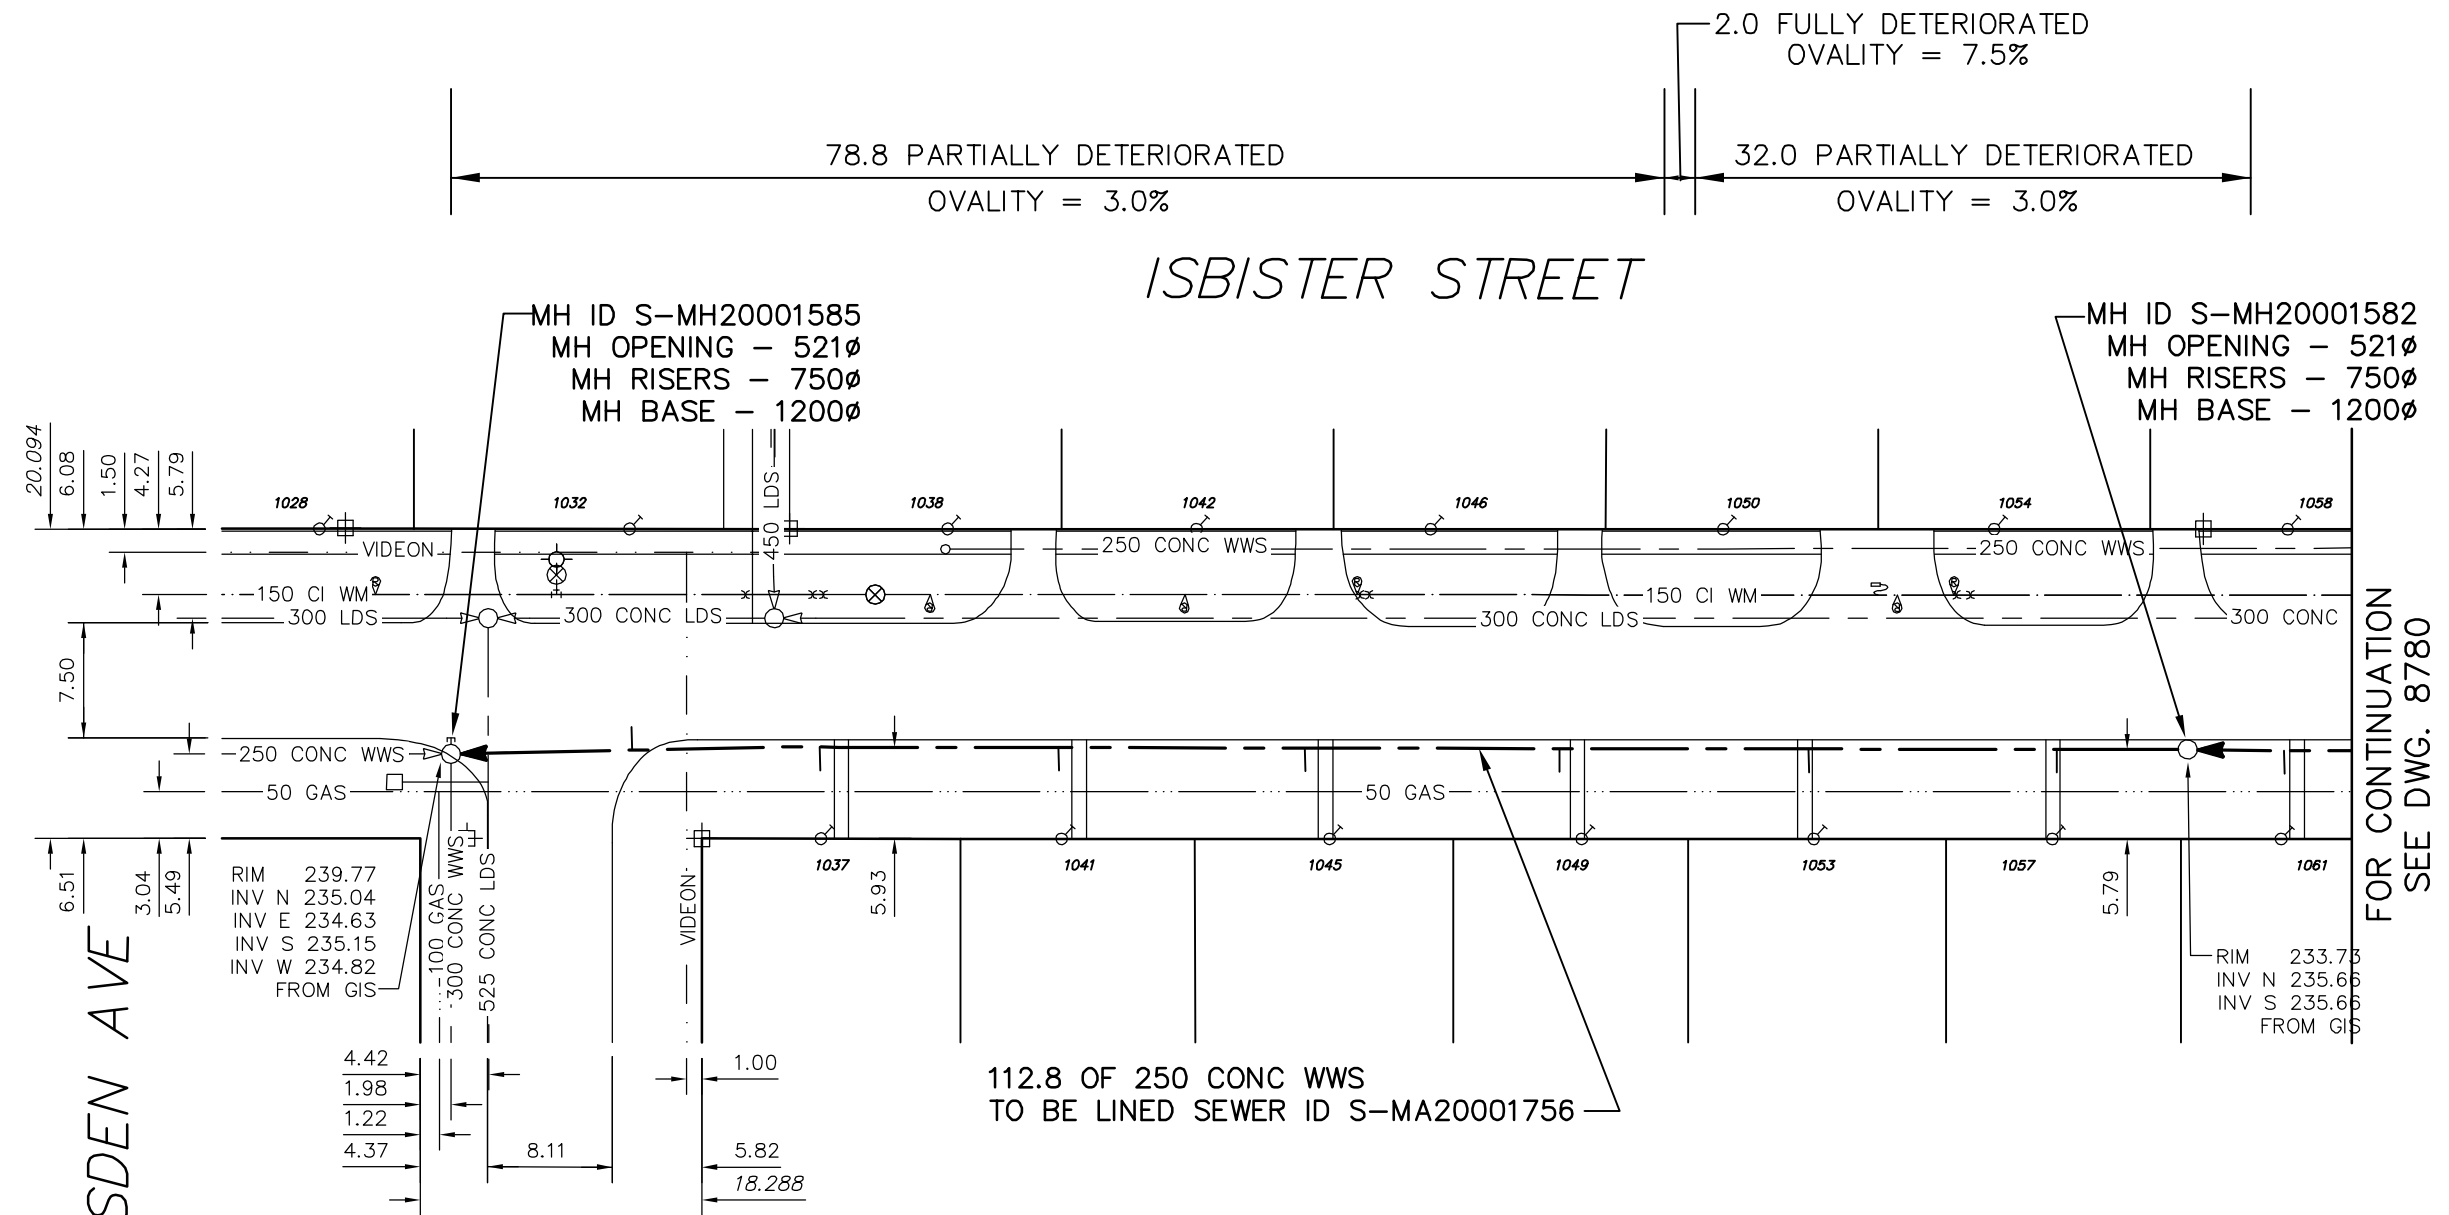 2.0 FULLY DETERIORATED
OVALITY = 7.5%
78.8 PARTIALLY DETERIORATED
OVALITY = 3.0%
32.0 PARTIALLY DETERIORATED
OVALITY = 3.0%
ISBISTER STREET
MH ID S-MH20001585
MH OPENING - 521ø
MH RISERS - 750ø
MH BASE - 1200ø
MH ID S-MH20001582
MH OPENING - 521ø
MH RISERS - 750ø
MH BASE - 1200ø
20.094
6.08
1.50
4.27
5.79
1028
1032
450 LDS
1038
1042
1046
1050
1054
1058
VIDEON
250 CONC WWS
250 CONC WWS
150 CI WM
150 CI WM
300 LDS
300 CONC LDS
300 CONC LDS
300 CONC
7.50
250 CONC WWS
50 GAS
50 GAS
FOR CONTINUATION
SEE DWG. 8780
6.51
3.04
5.49
1037
1041
1045
1049
1053
1057
1061
5.93
5.79
RIM 239.77
INV N 235.04
INV E 234.63
INV S 235.15
INV W 234.82
FROM GIS
100 GAS
300 CONC WWS
525 CONC LDS
VIDEON
RIM 233.73
INV N 235.66
INV S 235.66
FROM GIS
SDEN AVE
4.42
1.98
1.22
4.37
8.11
1.00
5.82
18.288
112.8 OF 250 CONC WWS
TO BE LINED SEWER ID S-MA20001756